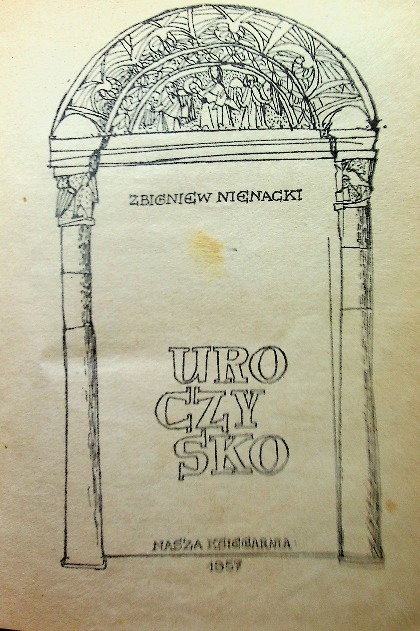 ZBIGNIEW NIENACKI
URO
CZY
SKO
NASZA KSIĘGARNIA
1957